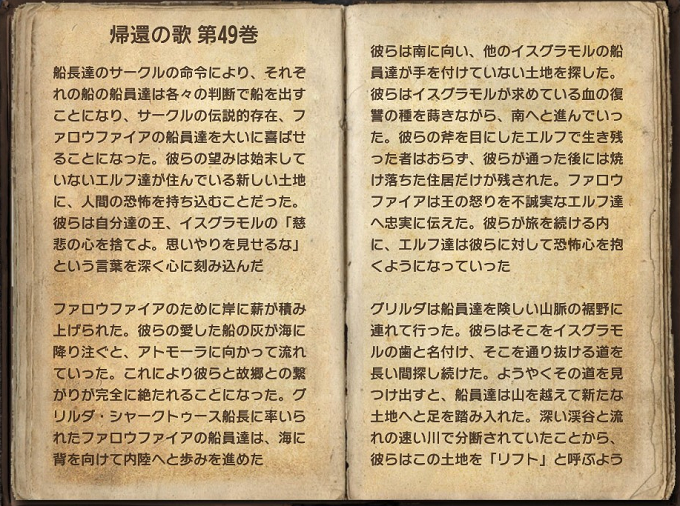 帰還の歌 第49巻
船長達のサークルの命令により、それぞ
れの船の船員達は各々の判断で船を出す
ことになり、サークルの伝説的存在、フ
ァロウファイアの船員達を大いに喜ばせ
ることになった。彼らの望みは始末して
いないエルフ達が住んでいる新しい土地
に、人間の恐怖を持ち込むことだった。
彼らは自分達の王、イスグラモルの「慈
悲の心を捨てよ。思いやりを見せるな」
という言葉を深く心に刻み込んだ
ファロウファイアのために岸に薪が積み
上げられた。彼らの愛した船の灰が海に
降り注ぐと、アトモーラに向かって流れ
ていった。これにより彼らと故郷との繋
がりが完全に絶たれることになった。グ
リルダ・シャークトゥース船長に率いら
れたファロウファイアの船員達は、海に
背を向けて内陸へと歩みを進めた
彼らは南に向い、他のイスグラモルの船
員達が手を付けていない土地を探した。
彼らはイスグラモルが求めている血の復
讐の種を蒔きながら、南へと進んでいっ
た。彼らの斧を目にしたエルフで生き残
った者はおらず、彼らが通った後には焼
け落ちた住居だけが残された。ファロウ
ファイアは王の怒りを不誠実なエルフ達
へ忠実に伝えた。彼らが旅を続ける内
に、エルフ達は彼らに対して恐怖心を抱
くようになっていった
グリルダは船員達を険しい山脈の裾野に
連れて行った。彼らはそこをイスグラモ
ルの歯と名付け、そこを通り抜ける道を
長い間探し続けた。ようやくその道を見
つけ出すと、船員達は山を越えて新たな
土地へと足を踏み入れた。深い渓谷と流
れの速い川で分断されていたことから、
彼らはこの土地を「リフト」と呼ぶよう